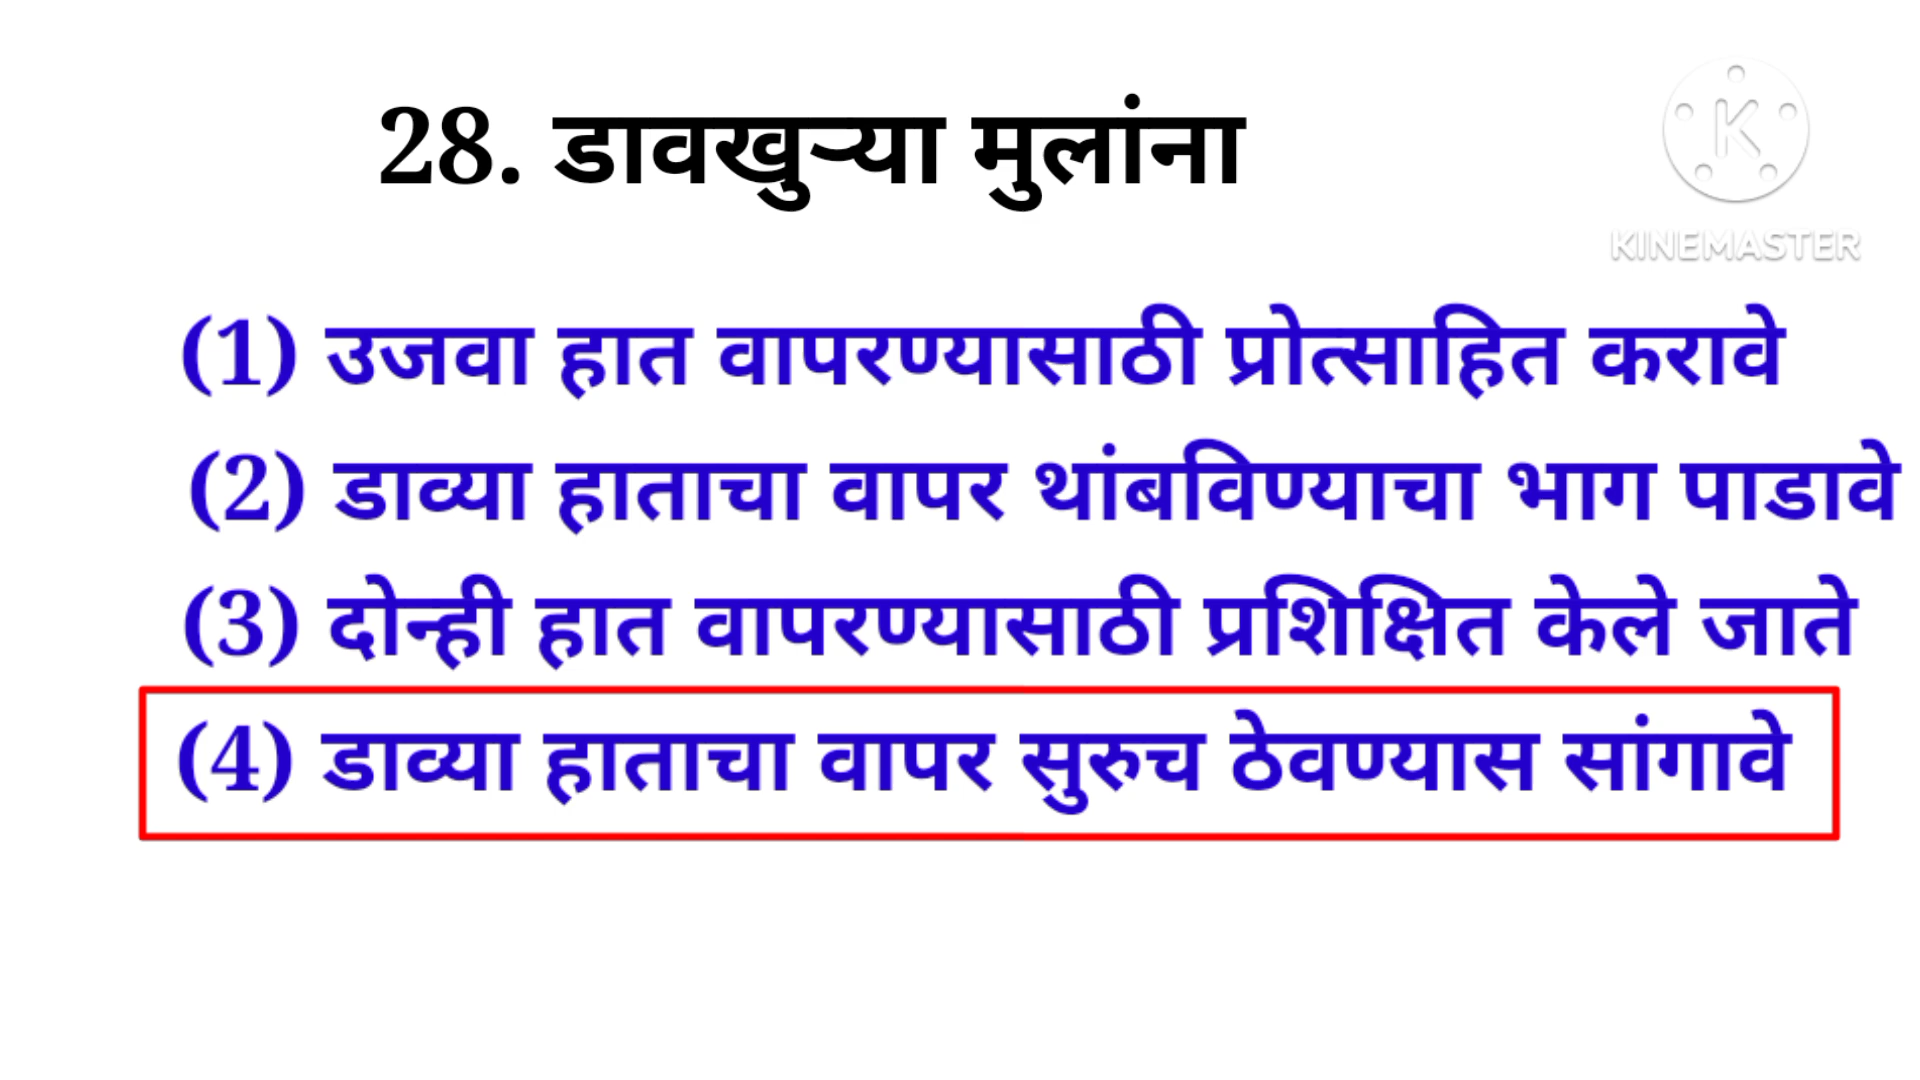 28. डावखुऱ्या मुलांना
K
KINEMASTER
(1) उजवा हात वापरण्यासाठी प्रोत्साहित करावे
(2) डाव्या हाताचा वापर थांबविण्याचा भाग पाडावे
(3) दोन्ही हात वापरण्यासाठी प्रशिक्षित केले जाते
(4) डाव्या हाताचा वापर सुरुच ठेवण्यास सांगावे